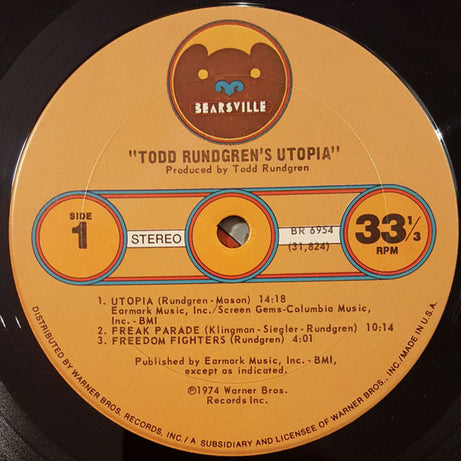 BEARSVILLE
"TODD RUNDGREN'S UTOPIA"
Produced by Todd Rundgren
SIDE
1
STEREO
BR 6954
(31,824)
33 1/3
RPM
1. UTOPIA (Rundgren-Mason) 14:18
Earmark Music, Inc./Screen Gems-Columbia Music,
Inc. - BMI
2. FREAK PARADE (Klingman-Siegler-Rundgren) 10:14
3. FREEDOM FIGHTERS (Rundgren) 4:01
Published by Earmark Music, Inc. - BMI,
except as indicated.
℗1974 Warner Bros.
Records Inc.
DISTRIBUTED BY WARNER BROS. RECORDS, INC./A SUBSIDIARY AND LICENSEE OF WARNER BROS. INC./MADE IN U.S.A.